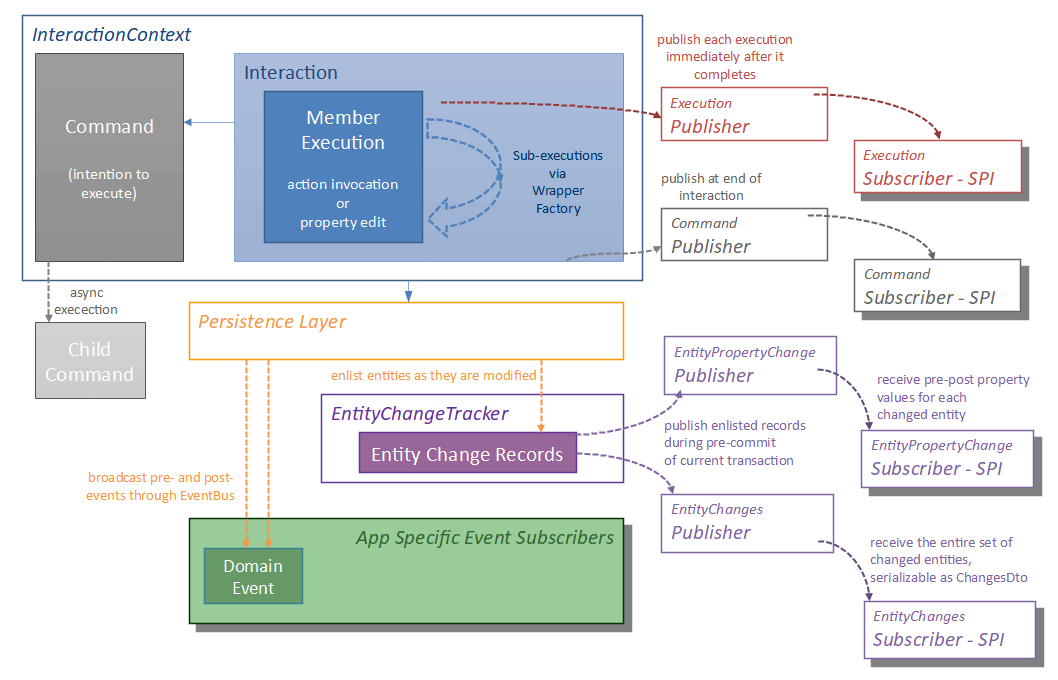 InteractionContext
Command
(intention to
execute)
Interaction
Member
Execution
action invocation
or
property edit
Sub-executions
via
Wrapper
Factory
publish each execution
immediately after it
completes
Execution
Publisher
Execution
Subscriber - SPI
publish at end of
interaction
Command
Publisher
Command
Subscriber - SPI
async
excecection
Child
Command
Persistence Layer
enlist entities as they are modified
EntityChangeTracker
Entity Change Records
EntityPropertyChange
Publisher
receive pre-post property
values for each
changed entity
EntityPropertyChange
Subscriber - SPI
publish enlisted records
during pre-commit
of current transaction
broadcast pre- and post-
events through EventBus
EntityChanges
Publisher
receive the entire set of
changed entities,
serializable as ChangesDto
EntityChanges
Subscriber - SPI
App Specific Event Subscribers
Domain
Event